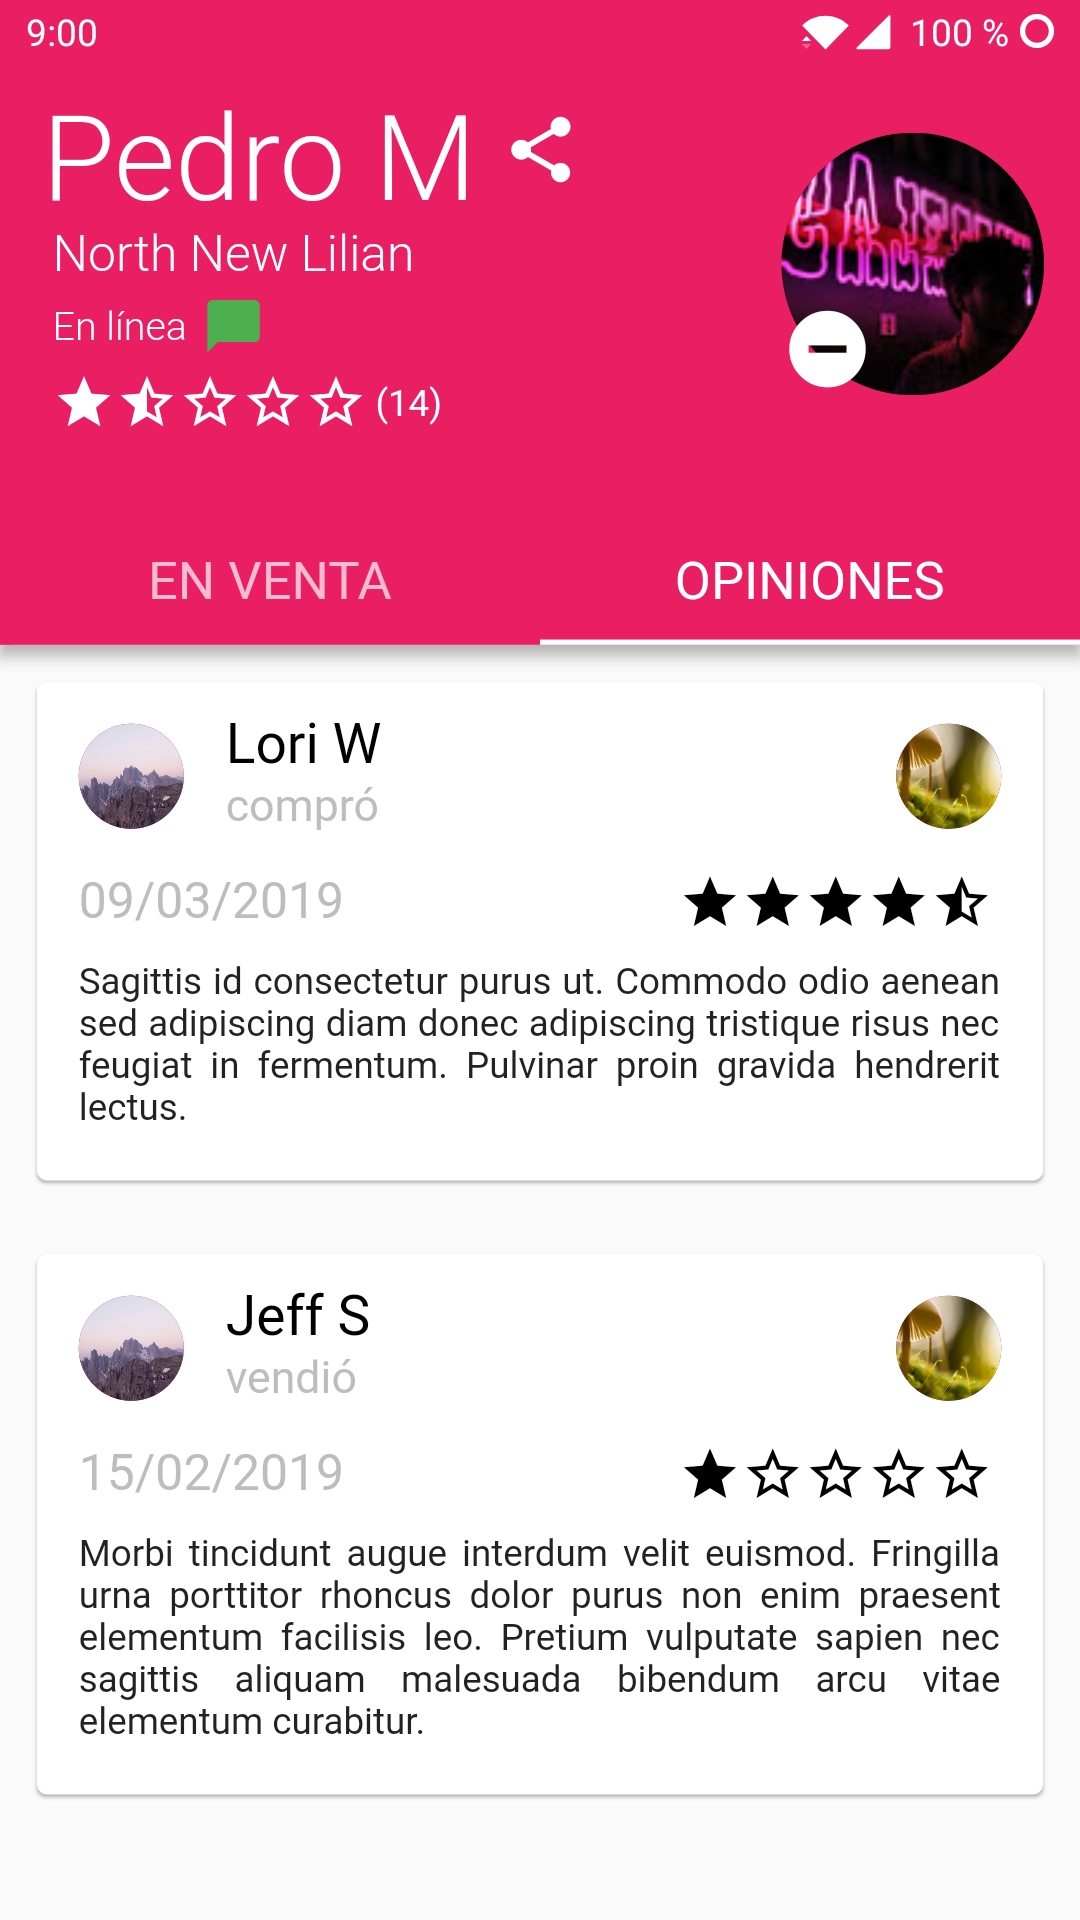 9:00
100 %
Pedro M
North New Lilian
En línea
(14)
EN VENTA
OPINIONES
Lori W
compró
09/03/2019
Sagittis id consectetur purus ut. Commodo odio aenean
sed adipiscing diam donec adipiscing tristique risus nec
feugiat in fermentum. Pulvinar proin gravida hendrerit
lectus.
Jeff S
vendió
15/02/2019
Morbi tincidunt augue interdum velit euismod. Fringilla
urna porttitor rhoncus dolor purus non enim praesent
elementum facilisis leo. Pretium vulputate sapien nec
sagittis aliquam malesuada bibendum arcu vitae
elementum curabitur.